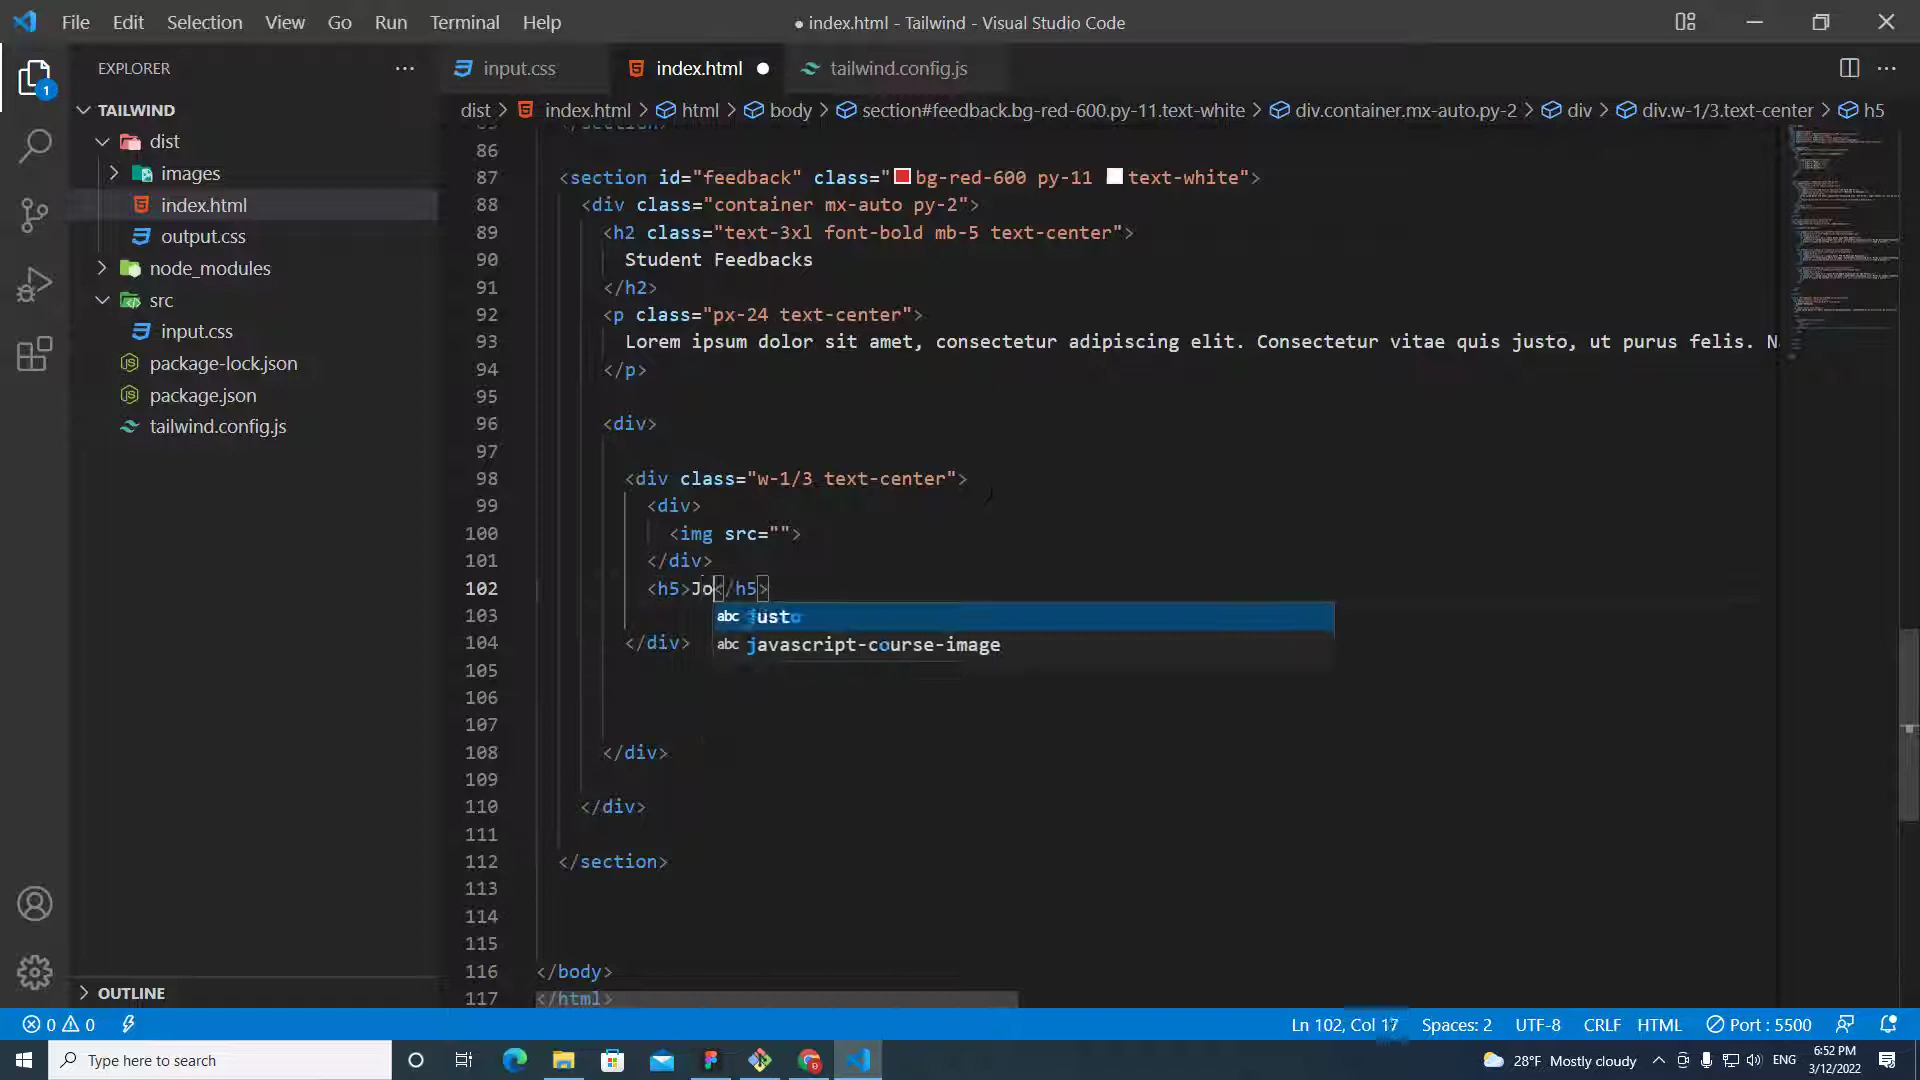 File Edit Selection View Go Run Terminal Help
● index.html - Tailwind - Visual Studio Code
EXPLORER
input.css
index.html
tailwind.config.js
dist > index.html > html > body > section#feedback.bg-red-600.py-11.text-white > div.container.mx-auto.py-2 > div > div.w-1/3.text-center > h5
TAILWIND
dist
images
index.html
output.css
node_modules
src
input.css
package-lock.json
package.json
tailwind.config.js
OUTLINE
86
87 <section id="feedback" class="bg-red-600 py-11 text-white">
88 <div class="container mx-auto py-2">
89 <h2 class="text-3xl font-bold mb-5 text-center">
90 Student Feedbacks
91 </h2>
92 <p class="px-24 text-center">
93 Lorem ipsum dolor sit amet, consectetur adipiscing elit. Consectetur vitae quis justo, ut purus felis. N
94 </p>
95
96 <div>
97
98 <div class="w-1/3 text-center">
99 <div>
100 <img src="">
101 </div>
102 <h5>Jo</h5>
103
abc justo
104 </div>
abc javascript-course-image
105
106
107
108 </div>
109
110 </div>
111
112 </section>
113
114
115
116 </body>
117 </html>
0 0
Ln 102, Col 17 Spaces: 2 UTF-8 CRLF HTML Port : 5500
Type here to search
28°F Mostly cloudy
ENG
6:52 PM
3/12/2022
1